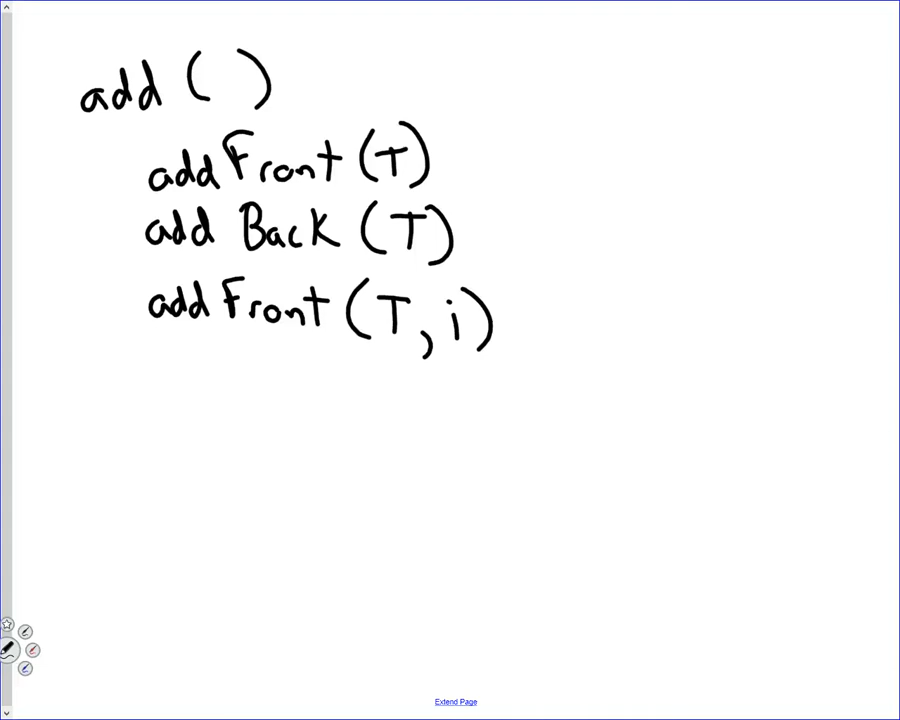 add ( )
addFront (T)
add Back (T)
addFront (T, i)
Extend Page